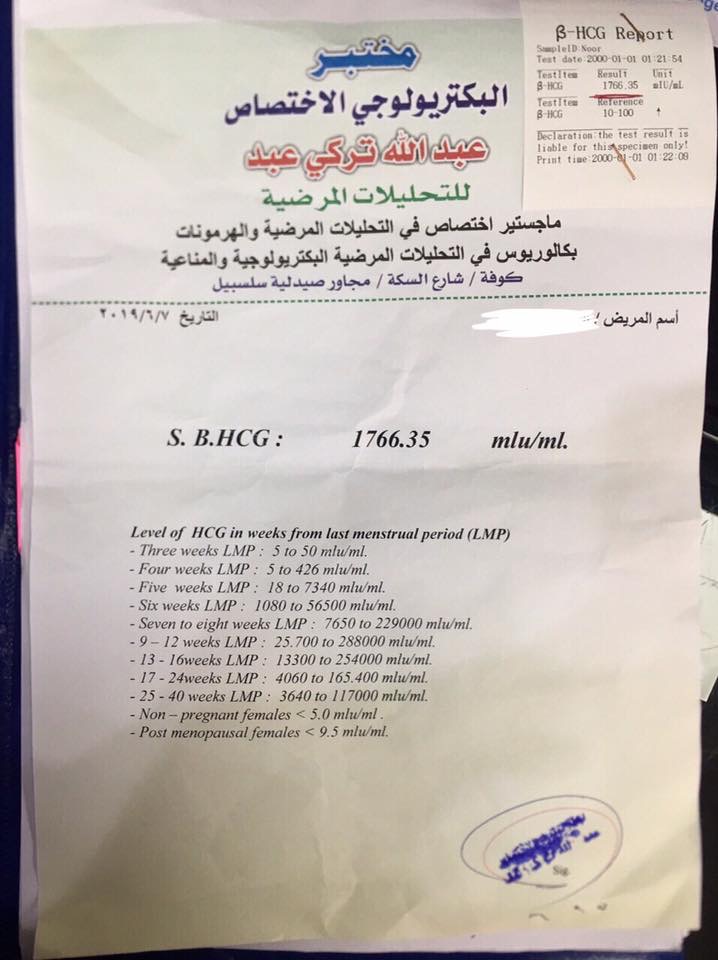 β-HCG Report
SampleID:Noor
Test date:2000-01-01 01:21:54
TestItem Result Unit
β-HCG 1766.35 mIU/mL
TestItem Reference
β-HCG 10-100 ↑
Declaration:the test result is
liable for this specimen only!
Print time:2000-01-01 01:22:09
مختبر
البكتريولوجي الاختصاص
عبد الله تركي عبد
للتحليلات المرضية
ماجستير اختصاص في التحليلات المرضية والهرمونات
بكالوريوس في التحليلات المرضية البكتريولوجية والمناعية
كوفة / شارع السكة / مجاور صيدلية سلسبيل
أسم المريض / التاريخ ٢٠١٩/٦/٧
S. B.HCG : 1766.35 mlu/ml.
Level of HCG in weeks from last menstrual period (LMP)
- Three weeks LMP : 5 to 50 mlu/ml.
- Four weeks LMP : 5 to 426 mlu/ml.
- Five weeks LMP : 18 to 7340 mlu/ml.
- Six weeks LMP : 1080 to 56500 mlu/ml.
- Seven to eight weeks LMP : 7650 to 229000 mlu/ml.
- 9 – 12 weeks LMP : 25.700 to 288000 mlu/ml.
- 13 - 16weeks LMP : 13300 to 254000 mlu/ml.
- 17 - 24weeks LMP : 4060 to 165.400 mlu/ml.
- 25 - 40 weeks LMP : 3640 to 117000 mlu/ml.
- Non – pregnant females < 5.0 mlu/ml .
- Post menopausal females < 9.5 mlu/ml.
Sig.